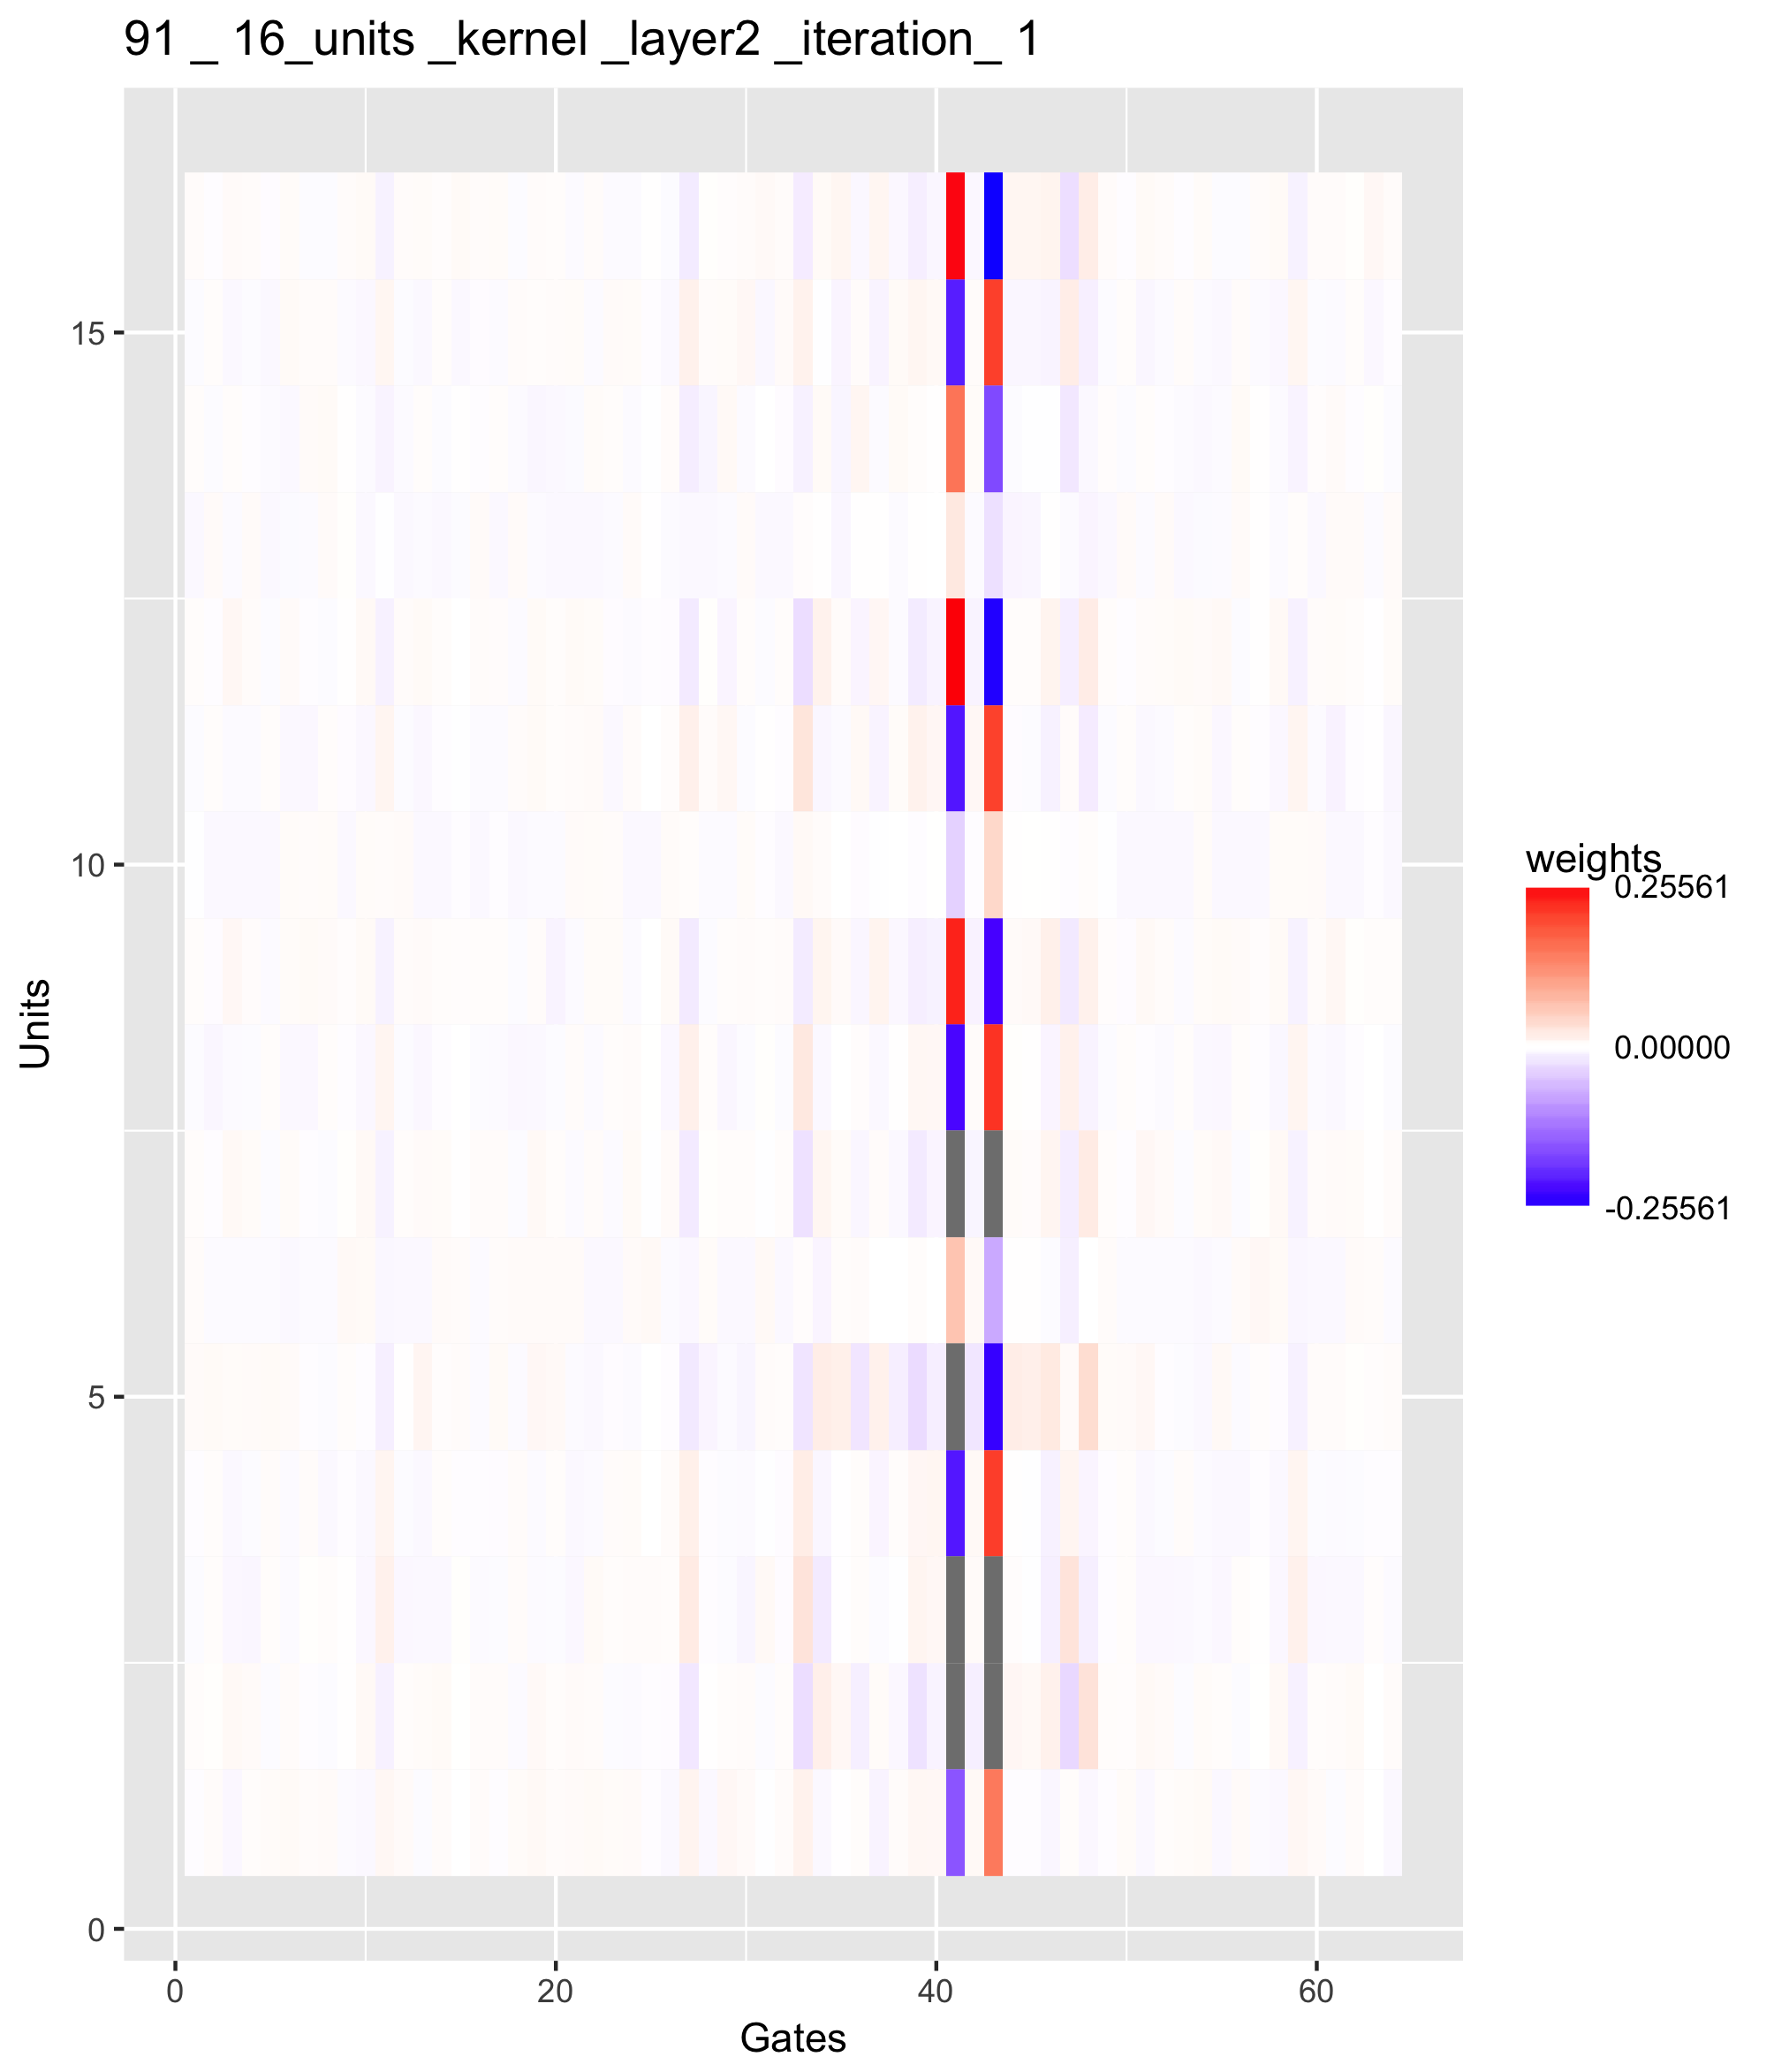 91 _ 16_units _kernel _layer2 _iteration_ 1
15
10
5
0
Units
0 20 40 60
Gates
weights
0.25561
0.00000
-0.25561